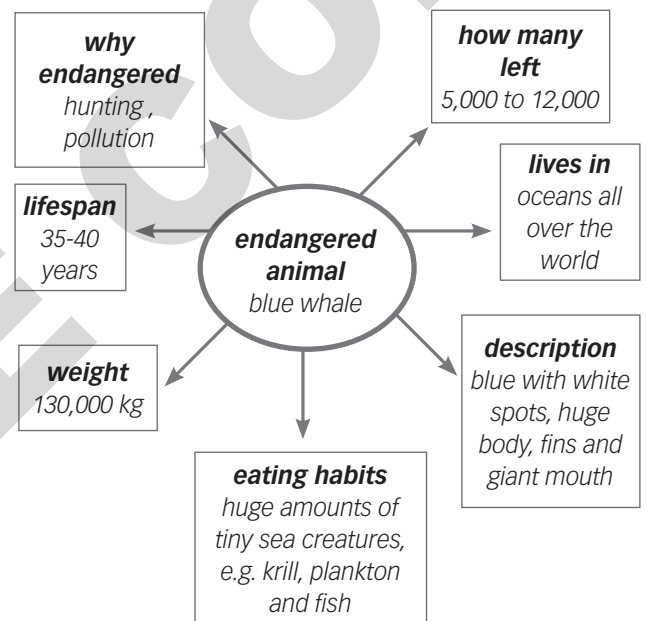 why
endangered
hunting ,
pollution
how many
left
5,000 to 12,000
lifespan
35-40
years
endangered
animal
blue whale
lives in
oceans all
over the
world
weight
130,000 kg
description
blue with white
spots, huge
body, fins and
giant mouth
eating habits
huge amounts of
tiny sea creatures,
e.g. krill, plankton
and fish